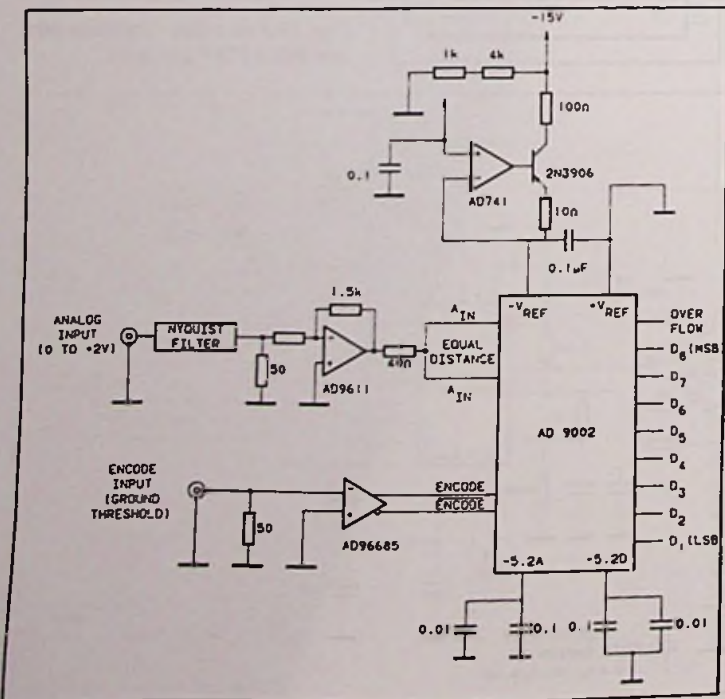 -15V
1k
4k
100Ω
0.1
2N3906
AD741
10Ω
0.1μF
1.5k
-VREF
+VREF
ANALOG
INPUT
(0 TO +2V)
NYQUIST
FILTER
AIN
EQUAL
DISTANCE
AIN
50
AD9611
40Ω
OVER
FLOW
D8 (MSB
D7
D6
D5
D4
D3
D2
D1 (LSB
AD 9002
ENCODE
INPUT
(GROUND
THRESHOLD)
ENCODE
ENCODE
50
AD96685
-5.2A
-5.2D
0.01
0.1
0.1
0.01